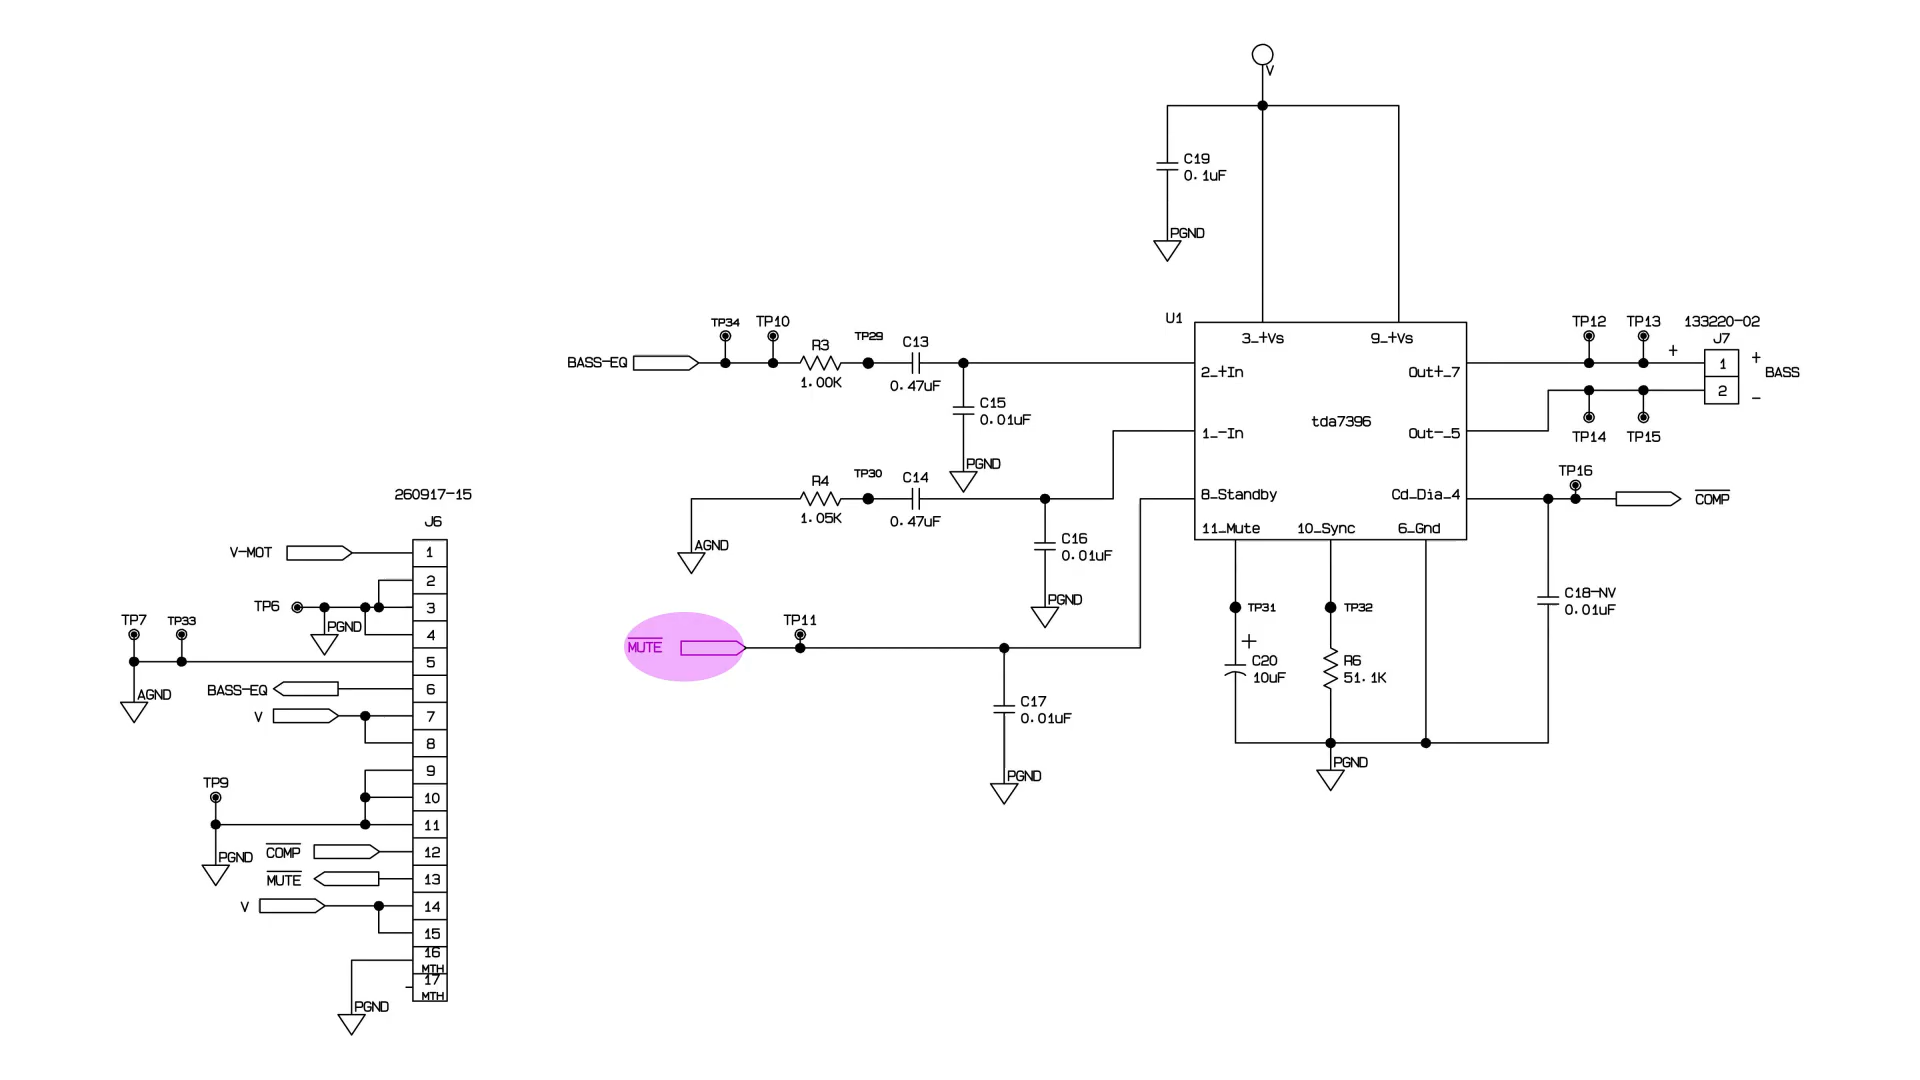 V
C19
0.1uF
PGND
U1
3_+Vs
9_+Vs
2_+In
Out+_7
tda7396
1_-In
Out-_5
8_Standby
Cd_Dia_4
11_Mute
10_Sync
6_Gnd
TP12
TP13
133220-02
J7
+
1
+
BASS
2
-
TP14
TP15
TP16
COMP
TP34
TP10
TP29
C13
R3
BASS-EQ
1.00K
0.47uF
C15
0.01uF
PGND
TP30
C14
R4
1.05K
0.47uF
AGND
C16
0.01uF
PGND
TP11
MUTE
C17
0.01uF
PGND
TP31
TP32
+
C20
10uF
R6
51.1K
C18-NV
0.01uF
PGND
260917-15
J6
V-MOT
1
2
TP6
3
PGND
4
TP7
TP33
5
AGND
BASS-EQ
6
V
7
8
9
TP9
10
11
PGND
COMP
12
MUTE
13
V
14
15
16
MTH
17
MTH
PGND